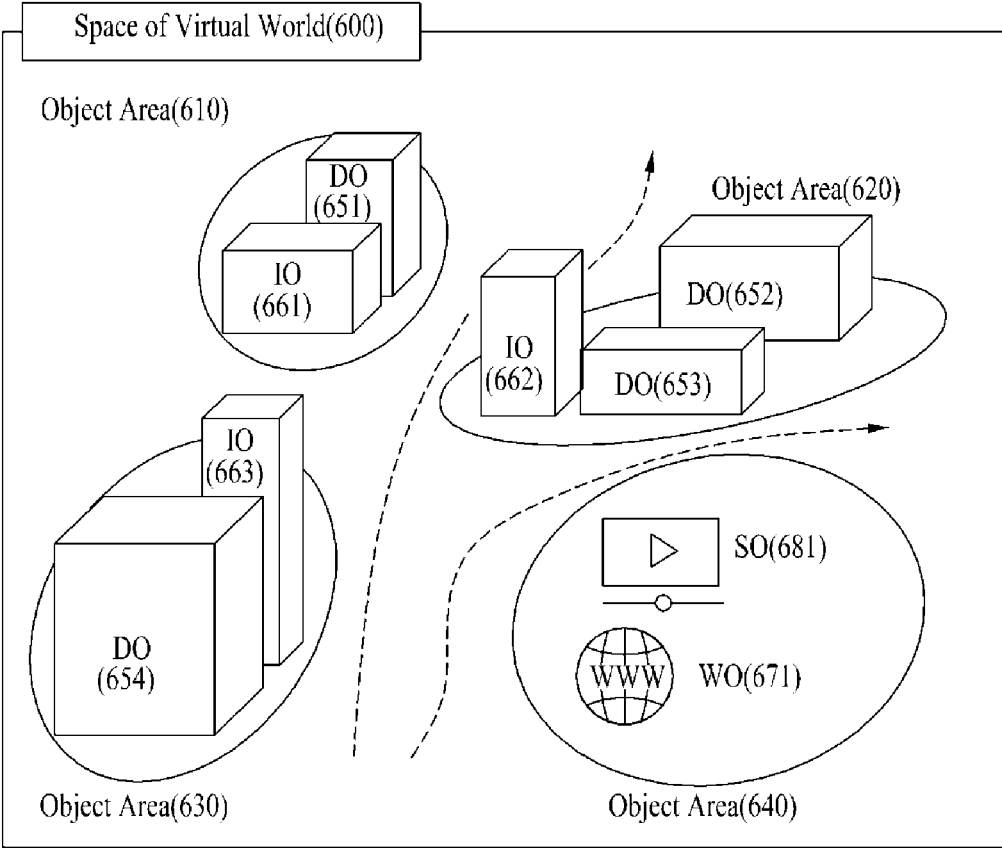 Space of Virtual World(600)
Object Area(610)
DO
(651)
IO
(661)
Object Area(620)
DO(652)
IO
(662)
DO(653)
IO
(663)
DO
(654)
SO(681)
WWW
WO(671)
Object Area(630)
Object Area(640)